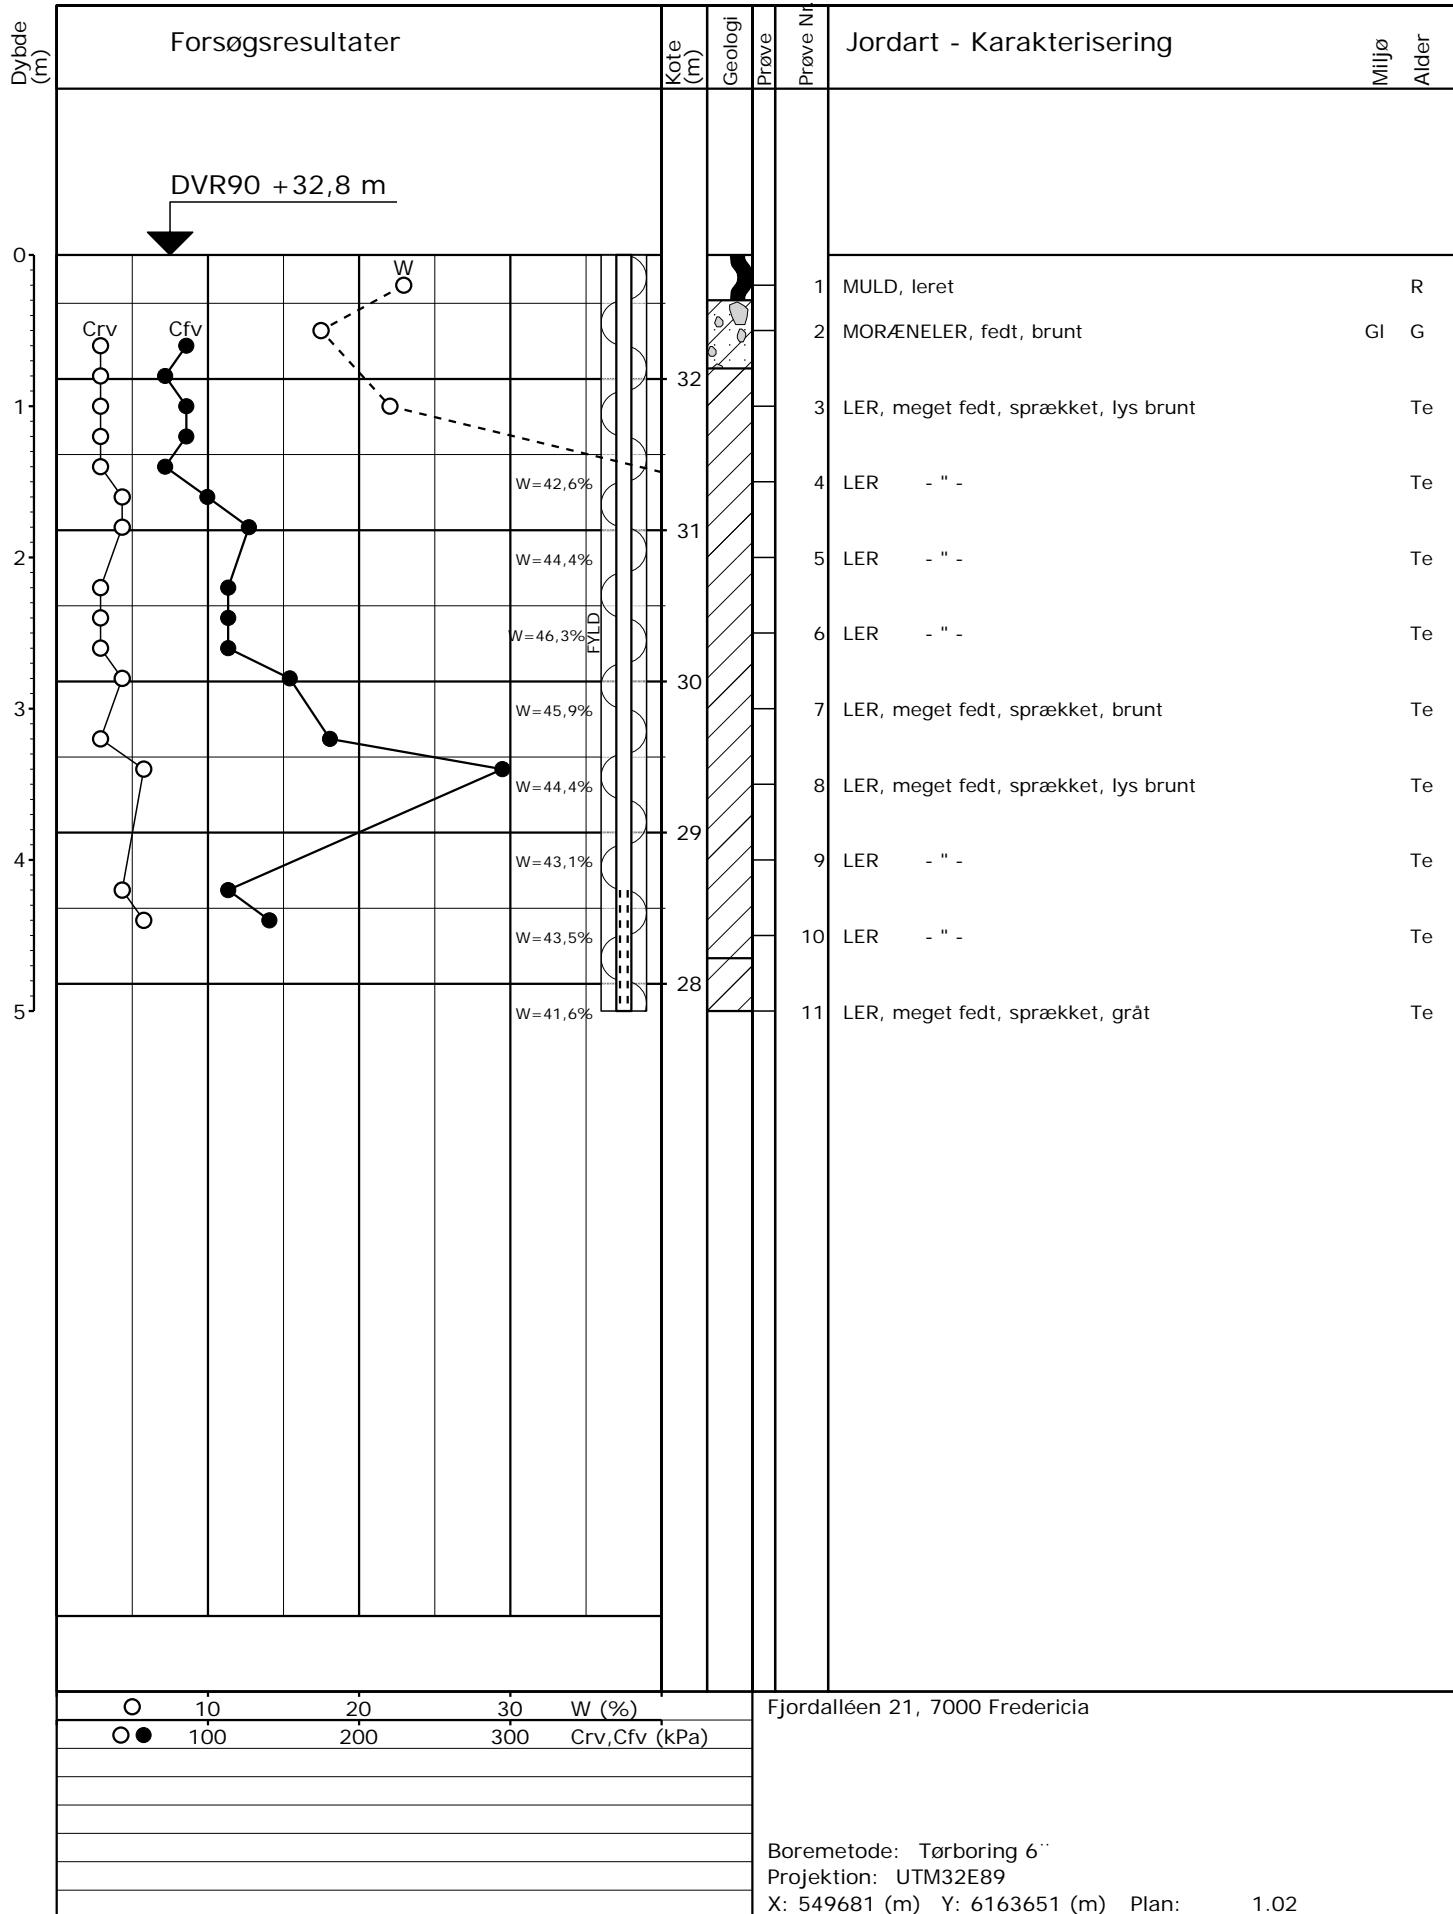 Dybde (m)
Forsøgsresultater
Kote (m)
Geologi
Prøve
Prøve Nr.
Jordart - Karakterisering
Miljø
Alder
DVR90 +32,8 m
0
W
1 MULD, leret R
Crv Cfv
2 MORÆNELER, fedt, brunt Gl G
32
1
3 LER, meget fedt, sprækket, lys brunt Te
W=42,6%
4 LER - " - Te
31
2
W=44,4%
5 LER - " - Te
W=46,3%
FYLD
6 LER - " - Te
30
3
W=45,9%
7 LER, meget fedt, sprækket, brunt Te
W=44,4%
8 LER, meget fedt, sprækket, lys brunt Te
29
4
W=43,1%
9 LER - " - Te
W=43,5%
10 LER - " - Te
28
5
W=41,6%
11 LER, meget fedt, sprækket, gråt Te
10 20 30 W (%)
100 200 300 Crv,Cfv (kPa)
Fjordalléen 21, 7000 Fredericia
Boremetode: Tørboring 6¨
Projektion: UTM32E89
X: 549681 (m) Y: 6163651 (m) Plan: 1.02